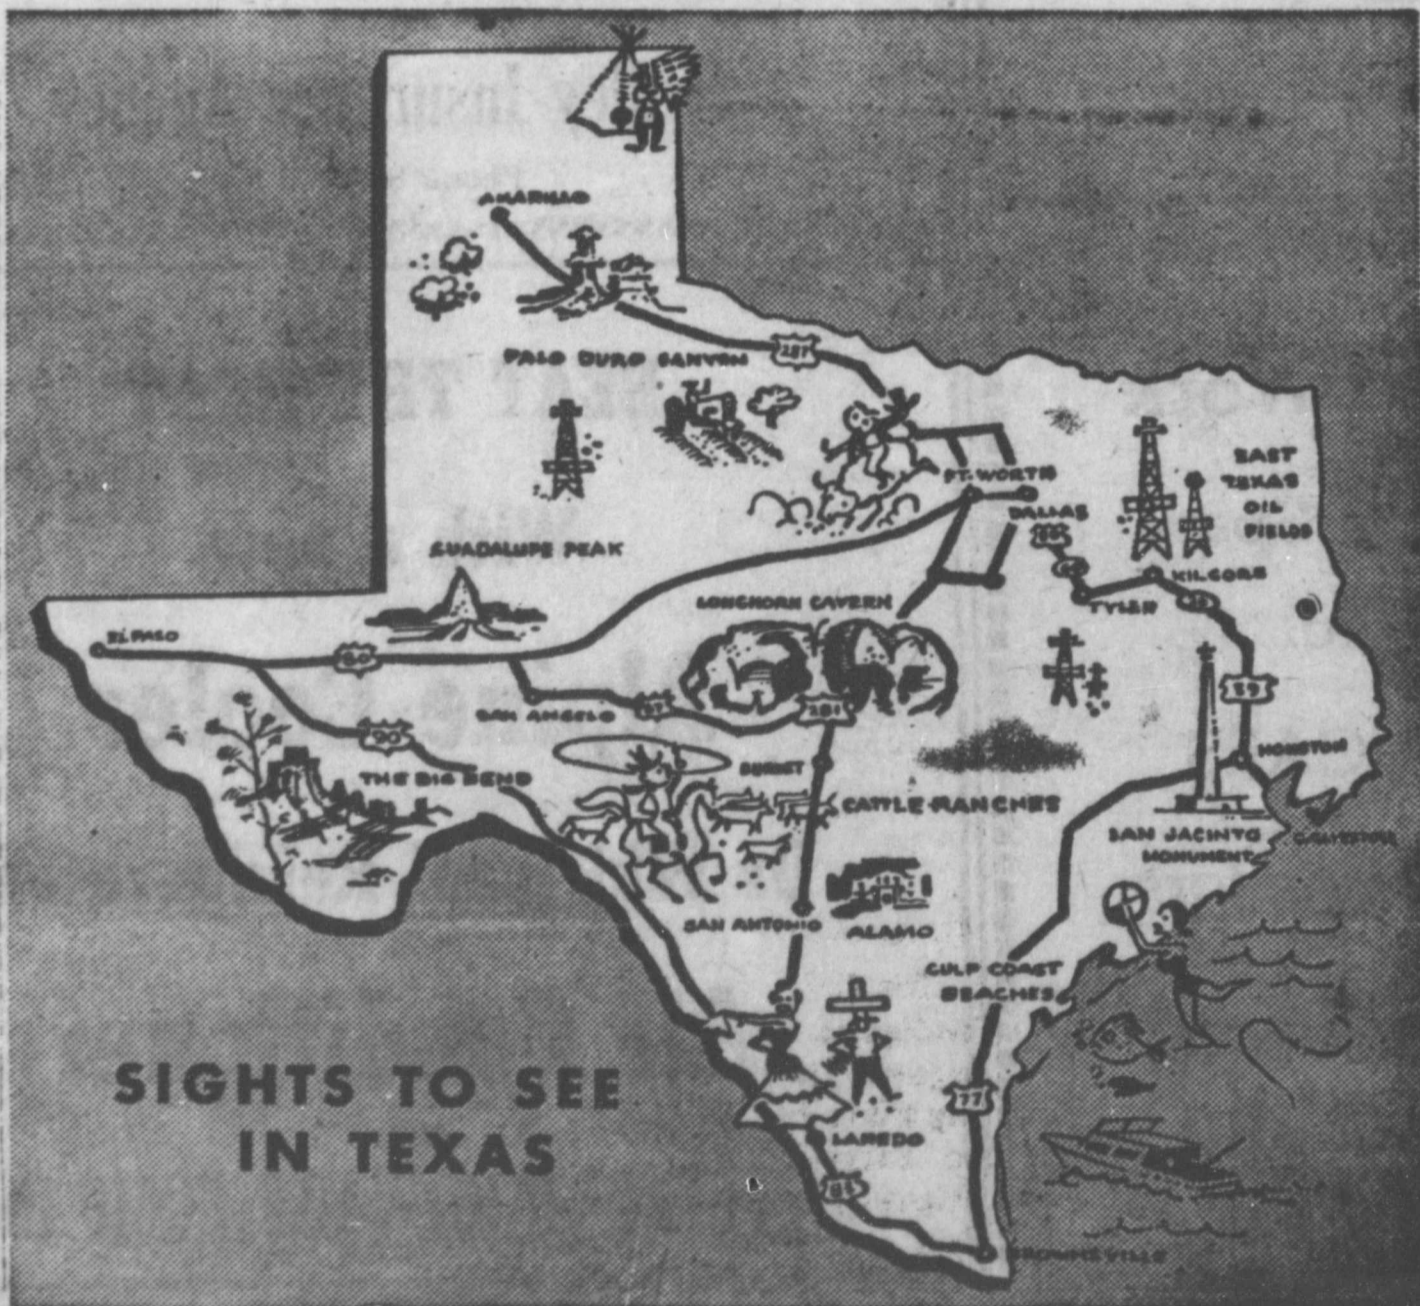 AMARILLO
287
PALO DURO CANYON
FT. WORTH
DALLAS
EAST
TEXAS
OIL
FIELDS
GUADALUPE PEAK
KILGORE
LONGHORN CAVERN
TYLER
EL PASO
80
SAN ANGELO
87
281
59
90
HOUSTON
THE BIG BEND
BURNET
CATTLE RANCHES
SAN JACINTO
MONUMENT
GALVESTON
SAN ANTONIO
ALAMO
GULF COAST
BEACHES
SIGHTS TO SEE
IN TEXAS
77
LAREDO
BROWNSVILLE